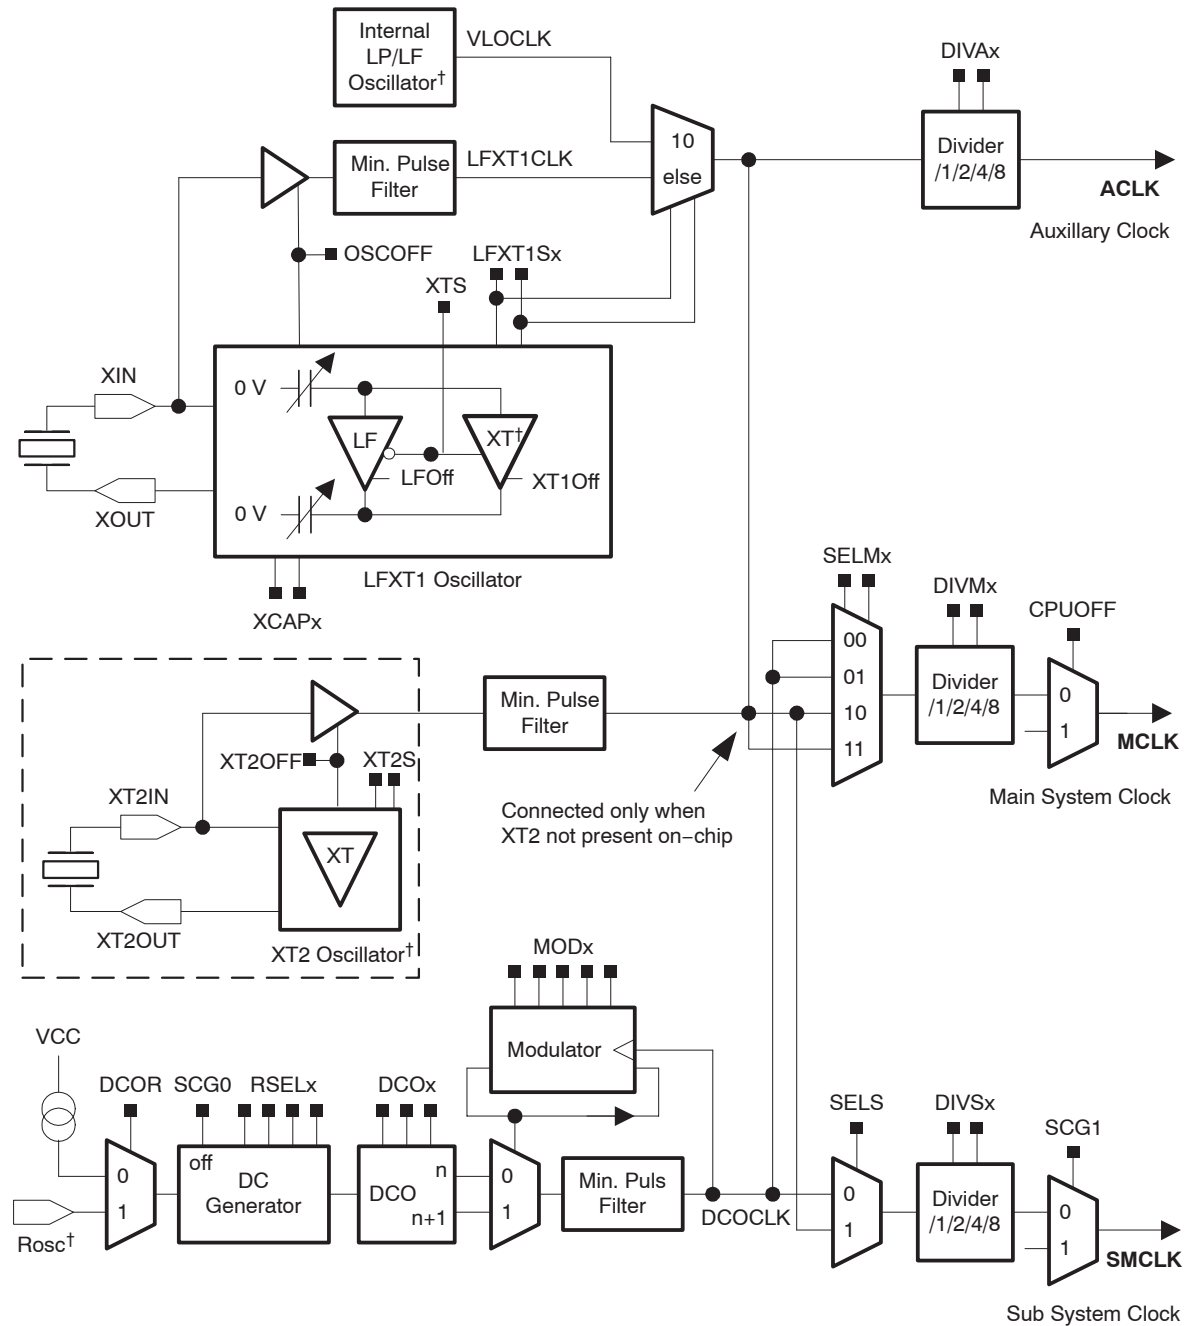 Internal
LP/LF
Oscillator†
VLOCLK
DIVAx
10
else
Divider
/1/2/4/8
ACLK
Auxillary Clock
Min. Pulse
Filter
LFXT1CLK
OSCOFF
LFXT1Sx
XTS
XIN
0 V
LF
XT†
LFOff
XT1Off
0 V
XOUT
LFXT1 Oscillator
XCAPx
SELMx
DIVMx
CPUOFF
00
01
10
11
Divider
/1/2/4/8
0
1
MCLK
Main System Clock
Min. Pulse
Filter
XT2OFF
XT2S
XT2IN
XT
XT2OUT
XT2 Oscillator†
Connected only when
XT2 not present on−chip
MODx
Modulator
VCC
DCOR
SCG0
RSELx
DCOx
0
1
off
DC
Generator
DCO
n
n+1
0
1
Min. Puls
Filter
DCOCLK
Rosc†
SELS
DIVSx
SCG1
0
1
Divider
/1/2/4/8
0
1
SMCLK
Sub System Clock